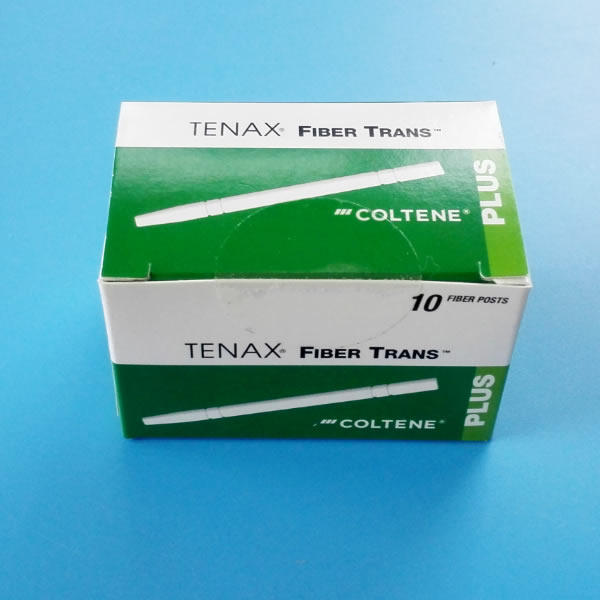 TENAX® FIBER TRANS™
COLTENE®
PLUS
10 FIBER POSTS
TENAX® FIBER TRANS™
COLTENE®
PLUS